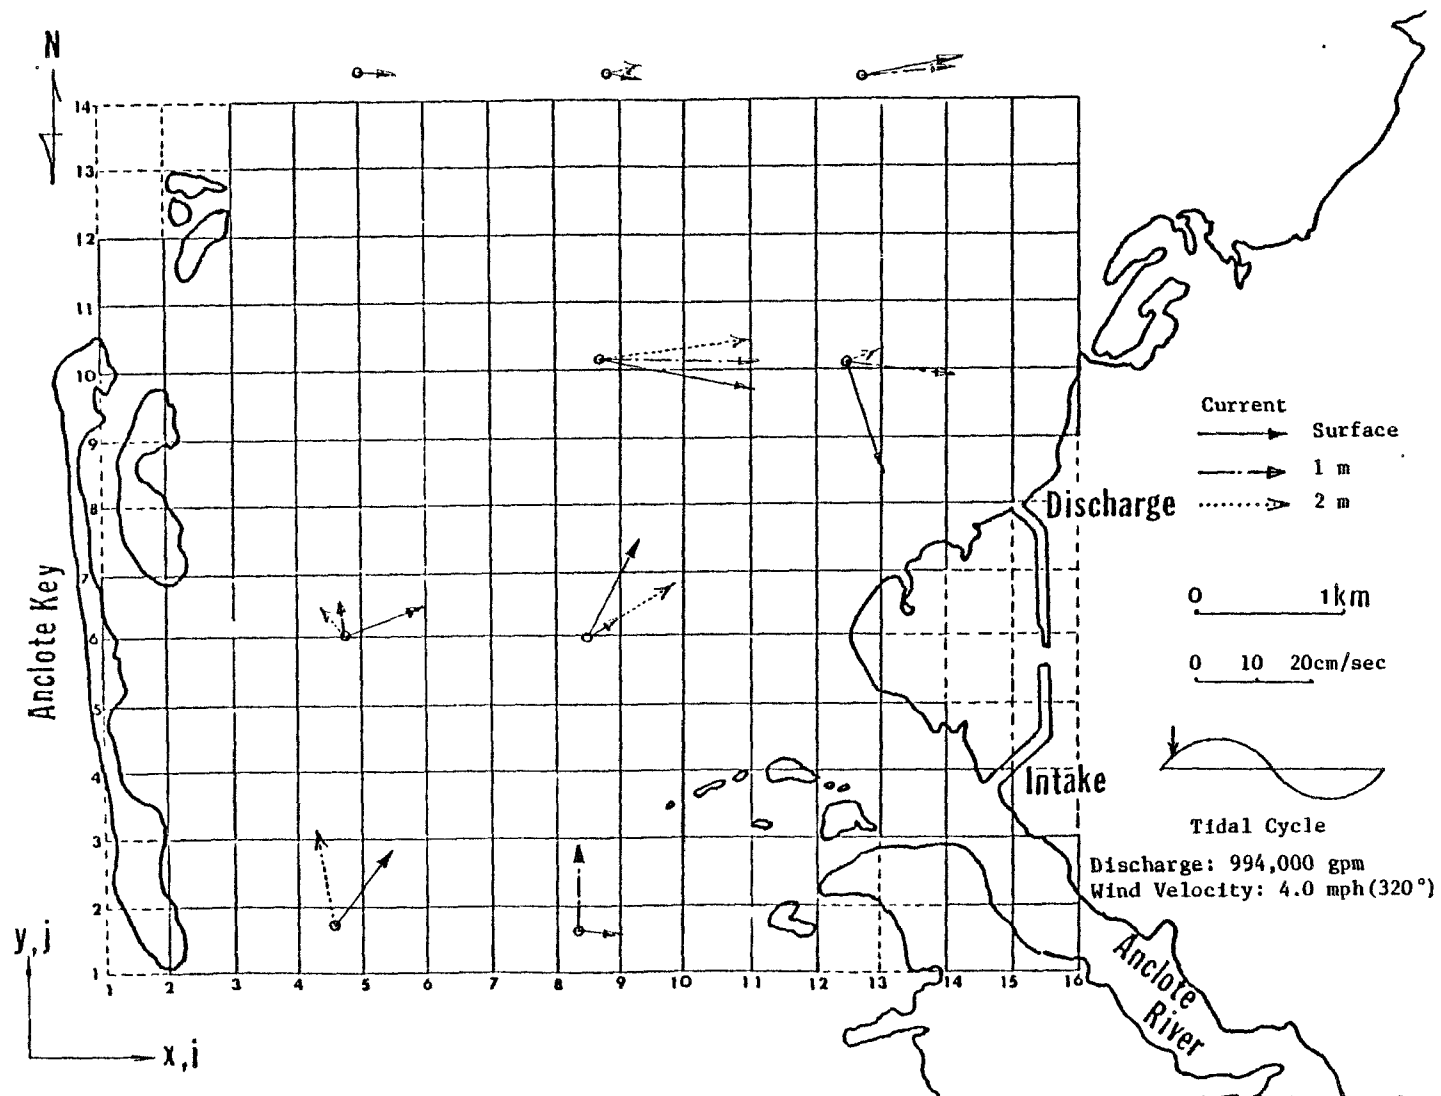 N
14
13
12
11
10
9
8
7
6
5
4
3
2
1
1 2 3 4 5 6 7 8 9 10 11 12 13 14 15 16
y,j
x,i
Anclote Key
Discharge
Intake
Anclote
River
Current
Surface
1 m
2 m
0 1km
0 10 20cm/sec
Tidal Cycle
Discharge: 994,000 gpm
Wind Velocity: 4.0 mph(320°)